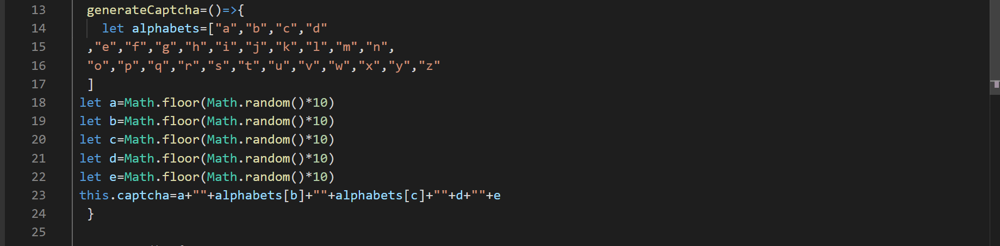 13 generateCaptcha=()=>{
14 let alphabets=["a","b","c","d"
15 ,"e","f","g","h","i","j","k","l","m","n",
16 "o","p","q","r","s","t","u","v","w","x","y","z"
17 ]
18 let a=Math.floor(Math.random()*10)
19 let b=Math.floor(Math.random()*10)
20 let c=Math.floor(Math.random()*10)
21 let d=Math.floor(Math.random()*10)
22 let e=Math.floor(Math.random()*10)
23 this.captcha=a+""+alphabets[b]+""+alphabets[c]+""+d+""+e
24 }
25